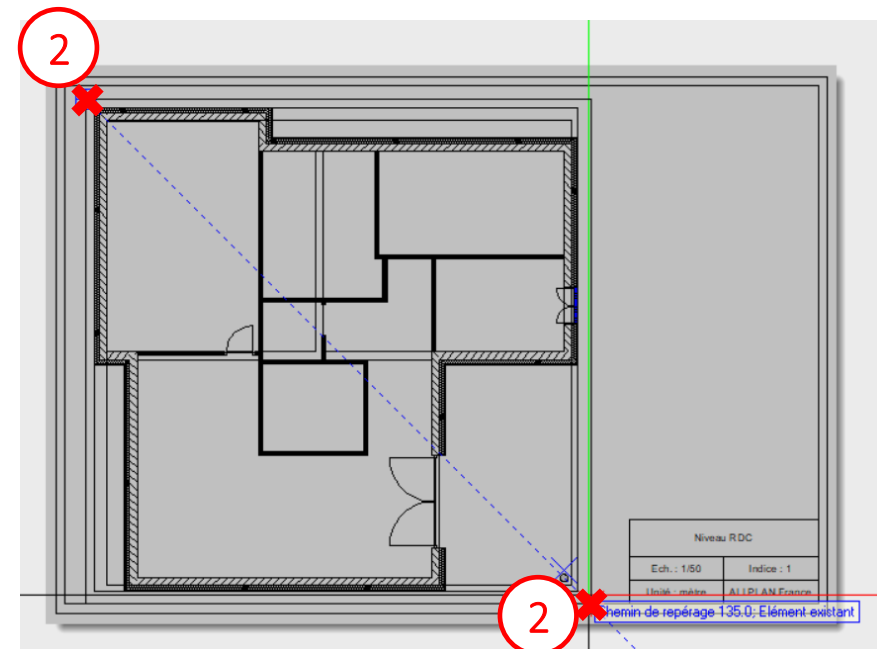 2
Niveau RDC
Ech. : 1/50 Indice : 1
Unité : mètre ALLPLAN France
Chemin de repérage 135.0; Elément existant
2